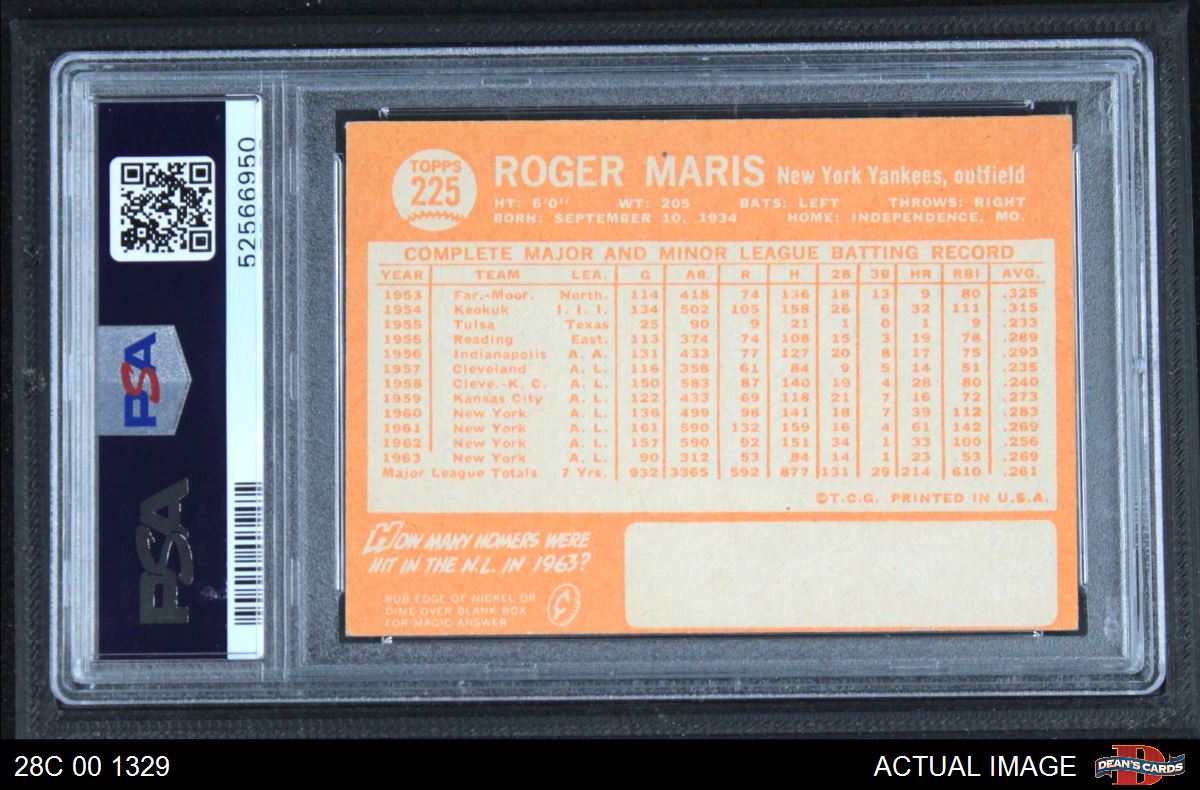 52566950
PSA
PSA
TOPPS
225
ROGER MARIS New York Yankees, outfield
HT: 6'0" WT: 205 BATS: LEFT THROWS: RIGHT
BORN: SEPTEMBER 10, 1934 HOME: INDEPENDENCE, MO.
COMPLETE MAJOR AND MINOR LEAGUE BATTING RECORD
YEAR TEAM LEA. G AB. R H 2B 3B HR RBI AVG.
1953 Far.-Moor. North. 114 418 74 136 18 13 9 80 .325
1954 Keokuk I. I. I. 134 502 105 158 26 6 32 111 .315
1955 Tulsa Texas 25 90 9 21 1 0 1 9 .233
1955 Reading East. 113 374 74 108 15 3 19 78 .289
1956 Indianapolis A. A. 131 433 77 127 20 8 17 75 .293
1957 Cleveland A. L. 116 358 61 84 9 5 14 51 .235
1958 Cleve.-K. C. A. L. 150 583 87 140 19 4 28 80 .240
1959 Kansas City A. L. 122 433 69 118 21 7 16 72 .273
1960 New York A. L. 136 499 98 141 18 7 39 112 .283
1961 New York A. L. 161 590 132 159 16 4 61 142 .269
1962 New York A. L. 157 590 92 151 34 1 33 100 .256
1963 New York A. L. 90 312 53 84 14 1 23 53 .269
Major League Totals 7 Yrs. 932 3365 592 877 131 29 214 610 .261
©T.C.G. PRINTED IN U.S.A.
HOW MANY HOMERS WERE
HIT IN THE N.L. IN 1963?
RUB EDGE OF NICKEL OR
DIME OVER BLANK BOX
FOR MAGIC ANSWER
28C 00 1329
ACTUAL IMAGE
DEAN'S CARDS